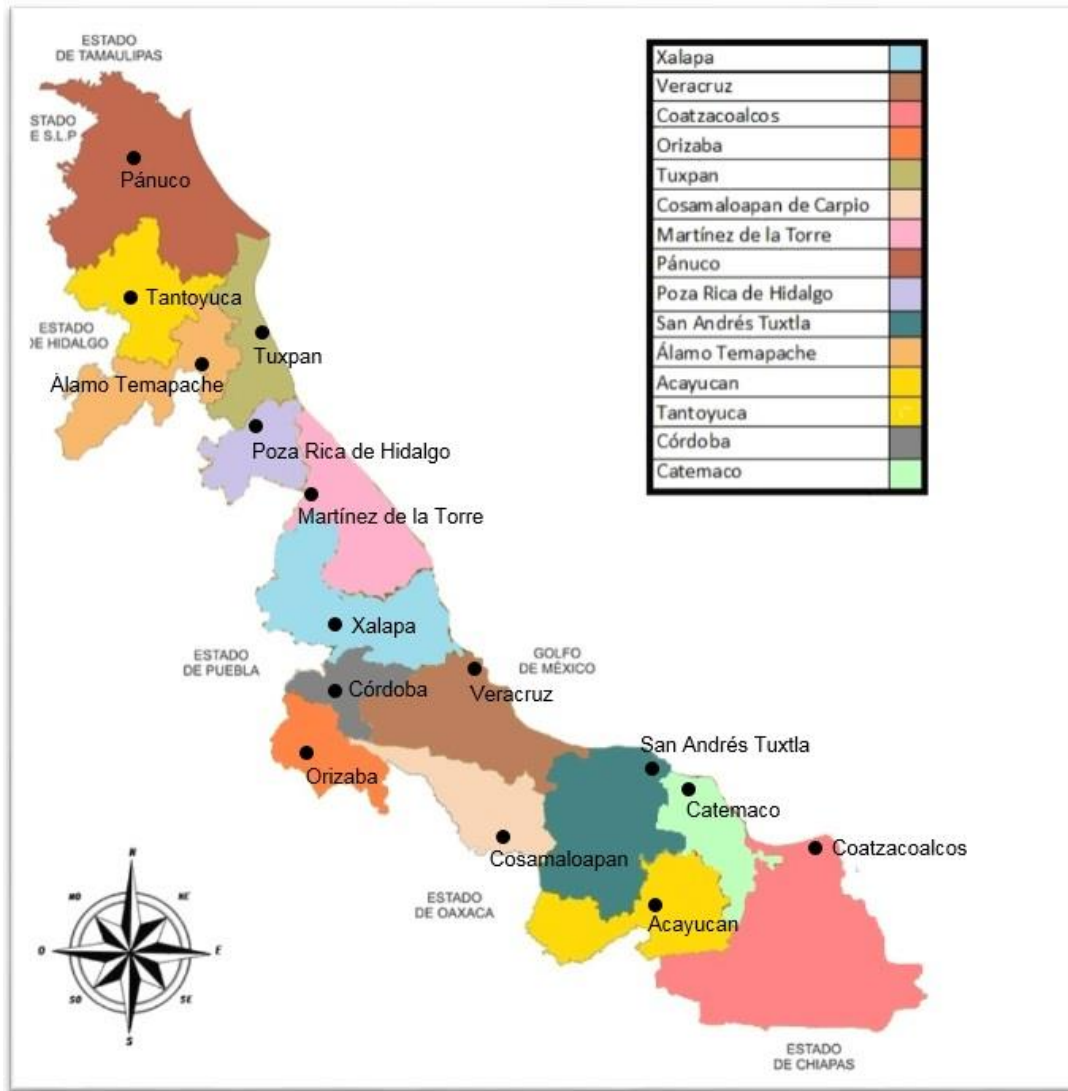 ESTADO
DE TAMAULIPAS
STADO
E S.L.P
Pánuco
Tantoyuca
ESTADO
DE HIDALGO
Tuxpan
Álamo Temapache
Poza Rica de Hidalgo
Martínez de la Torre
Xalapa
ESTADO
DE PUEBLA
GOLFO
DE MÉXICO
Córdoba
Veracruz
Orizaba
San Andrés Tuxtla
Catemaco
Coatzacoalcos
Cosamaloapan
ESTADO
DE OAXACA
Acayucan
ESTADO
DE CHIAPAS
Xalapa
Veracruz
Coatzacoalcos
Orizaba
Tuxpan
Cosamaloapan de Carpio
Martínez de la Torre
Pánuco
Poza Rica de Hidalgo
San Andrés Tuxtla
Álamo Temapache
Acayucan
Tantoyuca
Córdoba
Catemaco
N
NO
NE
O
E
SO
SE
S